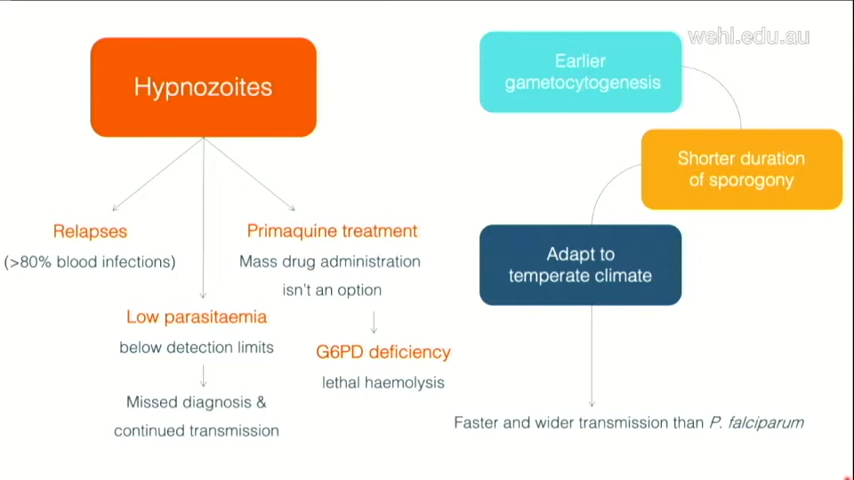 wehi.edu.au
Hypnozoites
Relapses
(>80% blood infections)
Low parasitaemia
below detection limits
Missed diagnosis &
continued transmission
Primaquine treatment
Mass drug administration
isn't an option
G6PD deficiency
lethal haemolysis
Earlier
gametocytogenesis
Shorter duration
of sporogony
Adapt to
temperate climate
Faster and wider transmission than P. falciparum